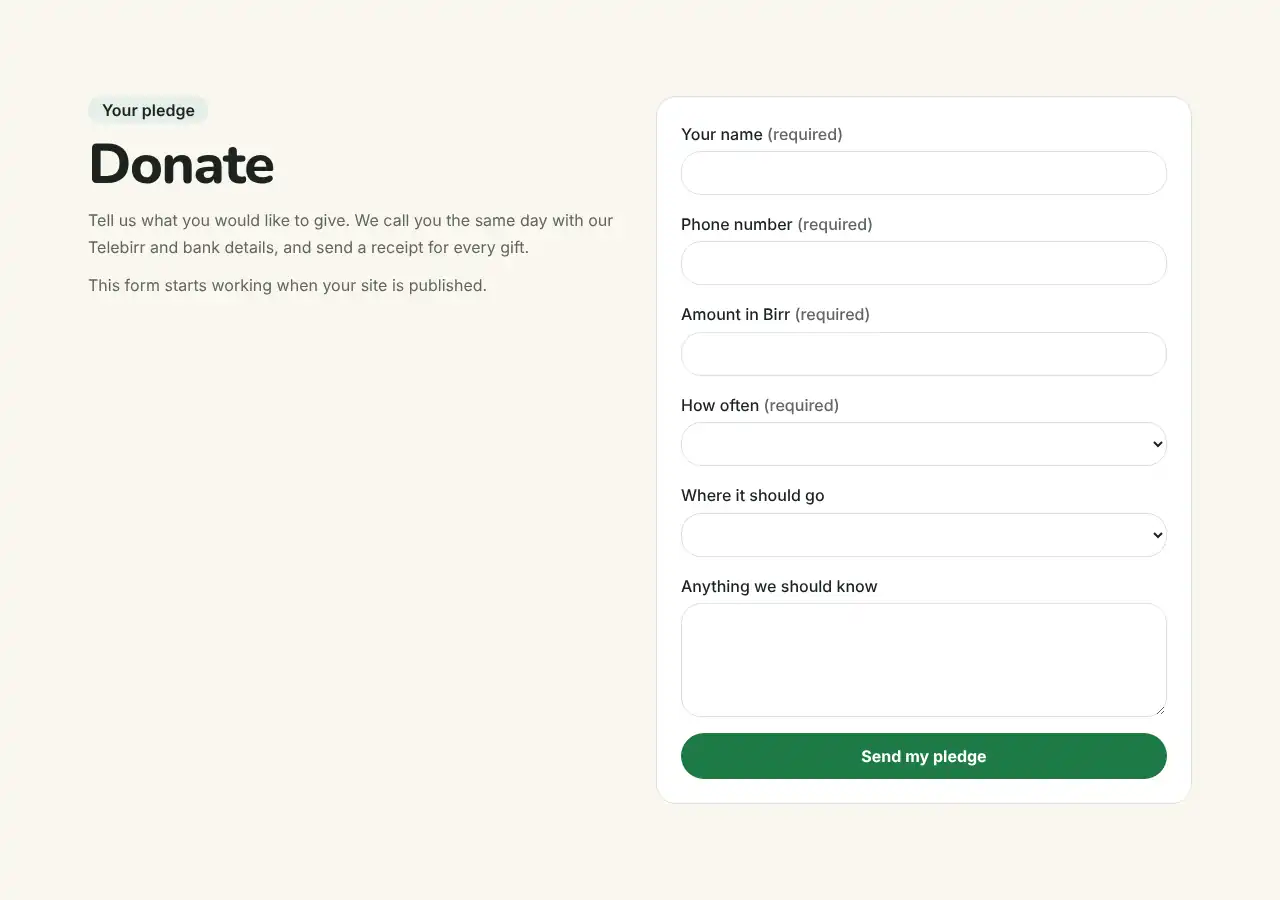 Your pledge
Donate
Tell us what you would like to give. We call you the same day with our
Telebirr and bank details, and send a receipt for every gift.
This form starts working when your site is published.
Your name (required)
Phone number (required)
Amount in Birr (required)
How often (required)
Where it should go
Anything we should know
Send my pledge